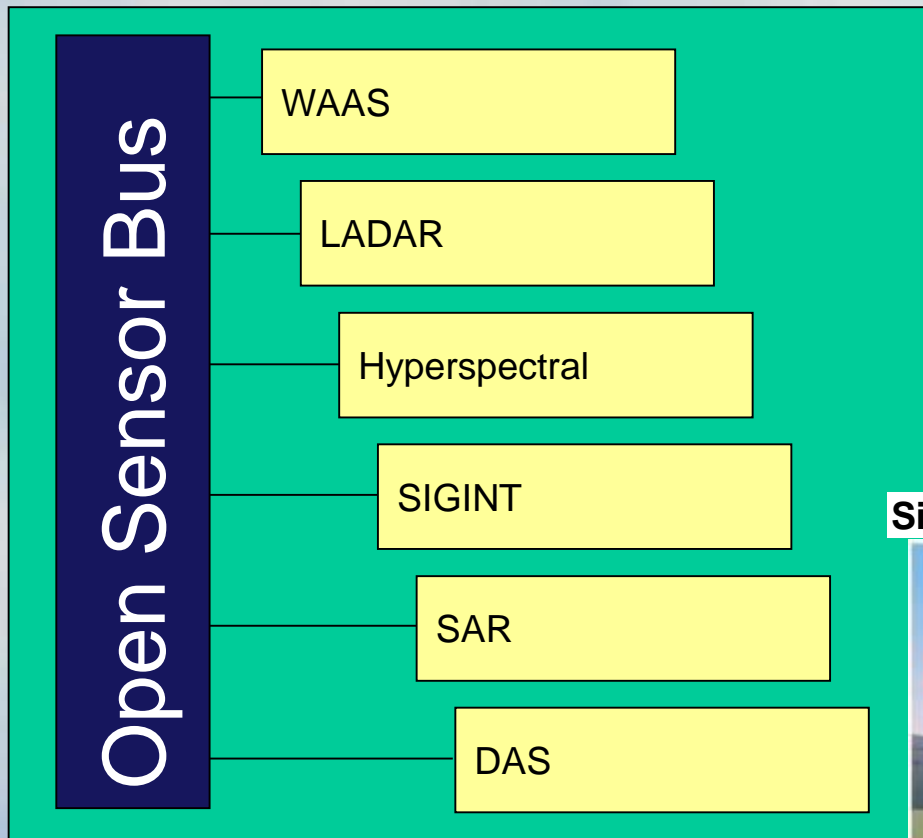 Open Sensor Bus
WAAS
LADAR
Hyperspectral
SIGINT
SAR
DAS